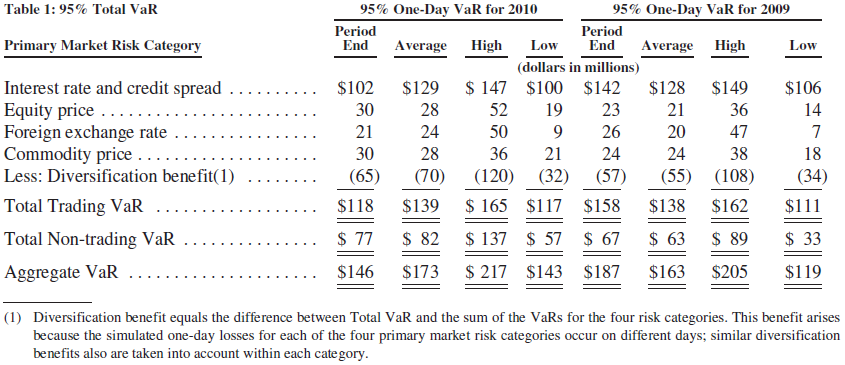 Table 1: 95% Total VaR 95% One-Day VaR for 2010 95% One-Day VaR for 2009
Primary Market Risk Category Period End Average High Low Period End Average High Low
(dollars in millions)
Interest rate and credit spread . . . . . . . . . . $102 $129 $ 147 $100 $142 $128 $149 $106
Equity price . . . . . . . . . . . . . . . . . . . . . . . . . 30 28 52 19 23 21 36 14
Foreign exchange rate . . . . . . . . . . . . . . . . . 21 24 50 9 26 20 47 7
Commodity price . . . . . . . . . . . . . . . . . . . . . 30 28 36 21 24 24 38 18
Less: Diversification benefit(1) . . . . . . . . (65) (70) (120) (32) (57) (55) (108) (34)
Total Trading VaR . . . . . . . . . . . . . . . . . . . $118 $139 $ 165 $117 $158 $138 $162 $111
Total Non-trading VaR . . . . . . . . . . . . . . . . $ 77 $ 82 $ 137 $ 57 $ 67 $ 63 $ 89 $ 33
Aggregate VaR . . . . . . . . . . . . . . . . . . . . . . $146 $173 $ 217 $143 $187 $163 $205 $119
(1) Diversification benefit equals the difference between Total VaR and the sum of the VaRs for the four risk categories. This benefit arises
because the simulated one-day losses for each of the four primary market risk categories occur on different days; similar diversification
benefits also are taken into account within each category.